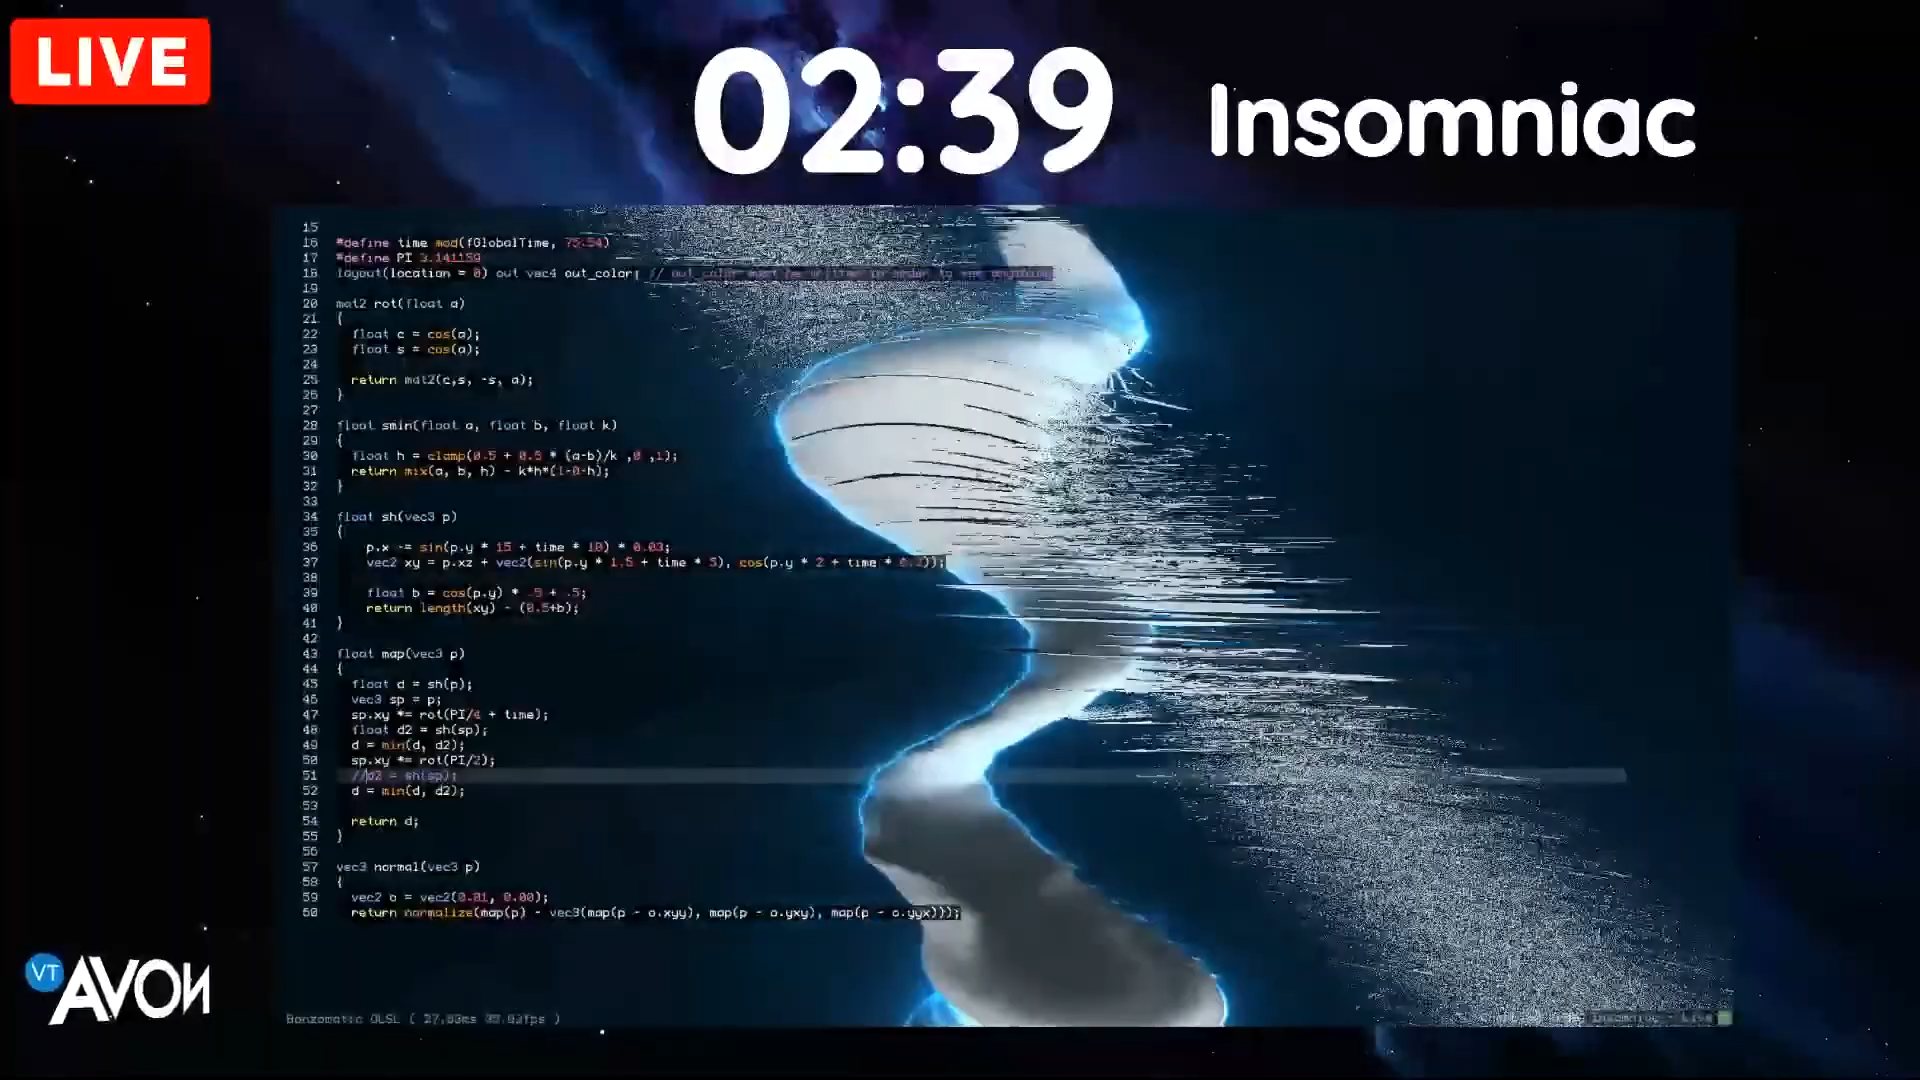 LIVE
02:39
Insomniac
15
16 #define time mod(fGlobalTime, 75.54)
17 #define PI 3.141159
18 layout(location = 0) out vec4 out_color; // out_color must be written in order to see anything
19
20 mat2 rot(float a)
21 {
22 float c = cos(a);
23 float s = cos(a);
24
25 return mat2(c,s, -s, a);
26 }
27
28 float smin(float a, float b, float k)
29 {
30 float h = clamp(0.5 + 0.5 * (a-b)/k ,0 ,1);
31 return mix(a, b, h) - k*h*(1-0-h);
32 }
33
34 float sh(vec3 p)
35 {
36 p.x -= sin(p.y * 15 + time * 10) * 0.03;
37 vec2 xy = p.xz + vec2(sin(p.y * 1.5 + time * 5), cos(p.y * 2 + time *
38
39 float b = cos(p.y) * .5 + .5;
40 return length(xy) - (0.5+b);
41 }
42
43 float map(vec3 p)
44 {
45 float d = sh(p);
46 vec3 sp = p;
47 sp.xy *= rot(PI/4 + time);
48 float d2 = sh(sp);
49 d = min(d, d2);
50 sp.xy *= rot(PI/2);
51 //d2 = sh(sp);
52 d = min(d, d2);
53
54 return d;
55 }
56
57 vec3 normal(vec3 p)
58 {
59 vec2 o = vec2(0.01, 0.00);
60 return normalize(map(p) - vec3(map(p - o.xyy), map(p - o.yxy), map(p - o.yyx)));
VT AVON
Bonzomatic GLSL